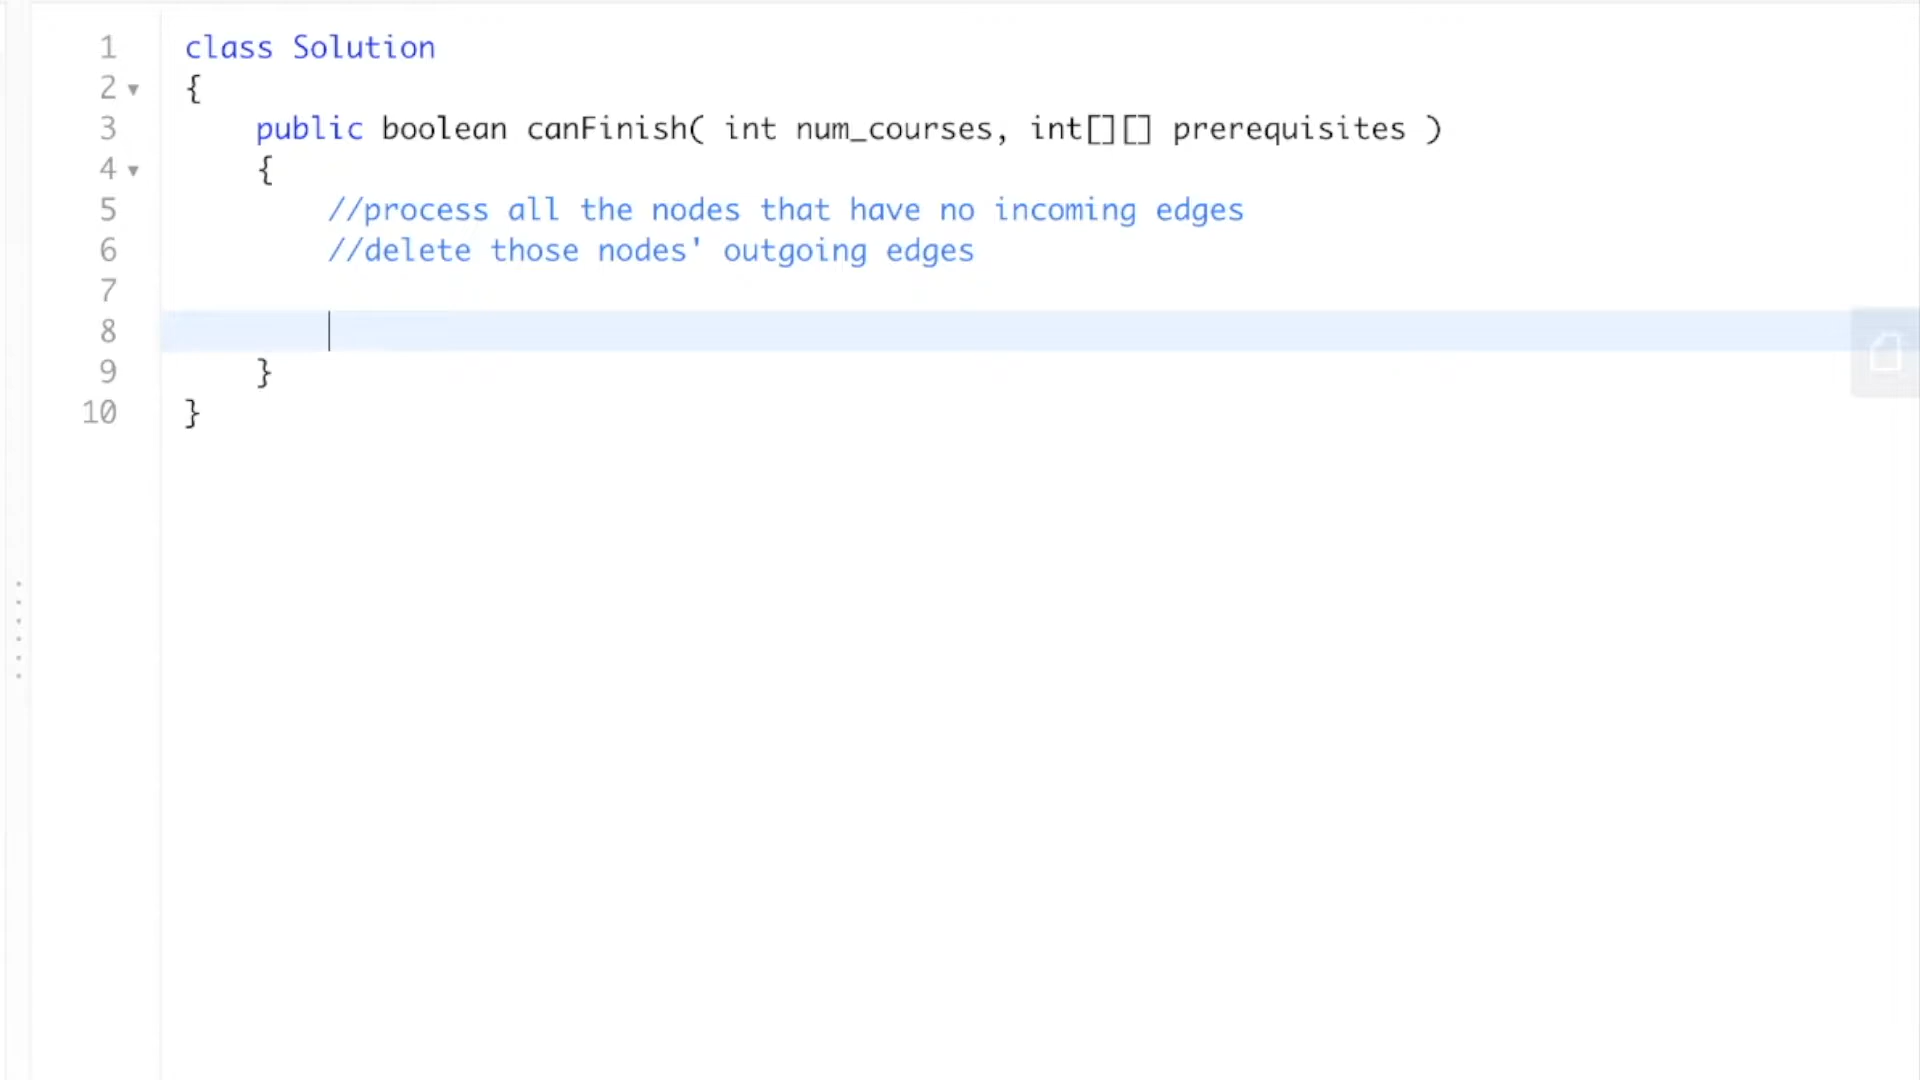 1 class Solution
2 {
3 public boolean canFinish( int num_courses, int[][] prerequisites )
4 {
5 //process all the nodes that have no incoming edges
6 //delete those nodes' outgoing edges
7
8
9 }
10 }